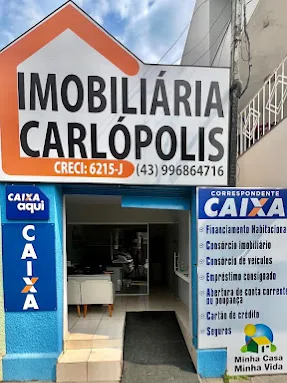 IMOBILIÁRIA
CARLÓPOLIS
CRECI: 6215-J
(43) 996864716
CAIXA
aqui
CAIXA
CORRESPONDENTE
CAIXA
Financiamento Habitacional
Consórcio imobiliário
Consórcio de veículos
Empréstimo consignado
Abertura de conta corrente
ou poupança
Cartão de crédito
Seguros
Minha Casa
Minha Vida